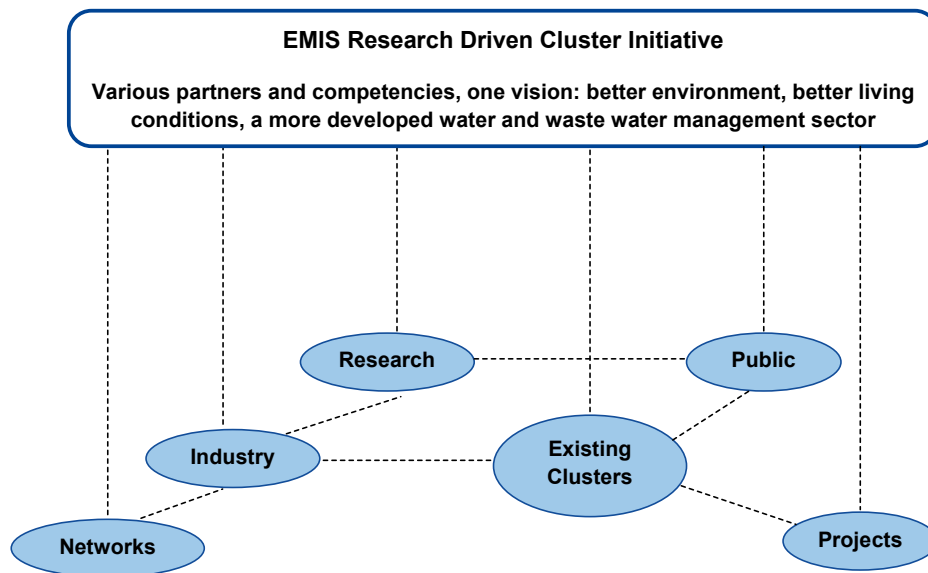 EMIS Research Driven Cluster Initiative
Various partners and competencies, one vision: better environment, better living
conditions, a more developed water and waste water management sector
Research
Public
Industry
Existing
Clusters
Networks
Projects